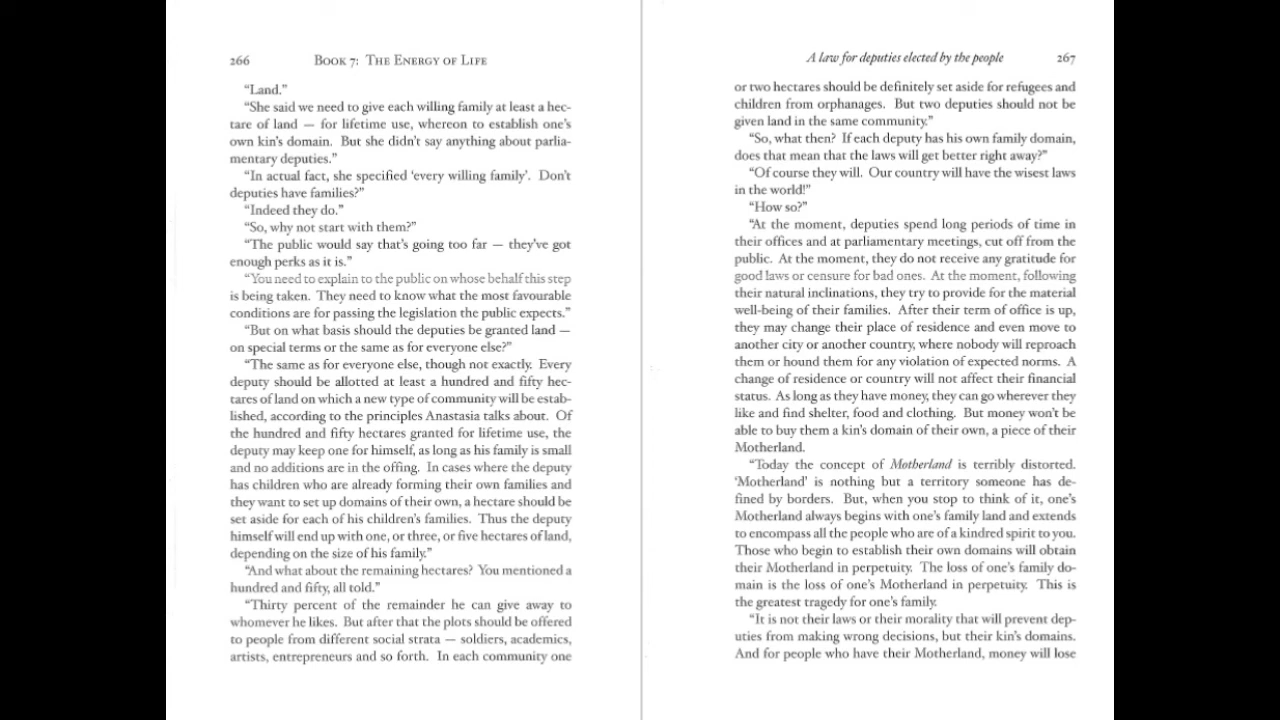 266 Book 7: The Energy of Life
“Land.”
“She said we need to give each willing family at least a hec-
tare of land — for lifetime use, whereon to establish one’s
own kin’s domain. But she didn’t say anything about parlia-
mentary deputies.”
“In actual fact, she specified ‘every willing family’. Don’t
deputies have families?”
“Indeed they do.”
“So, why not start with them?”
“The public would say that’s going too far — they’ve got
enough perks as it is.”
“You need to explain to the public on whose behalf this step
is being taken. They need to know what the most favourable
conditions are for passing the legislation the public expects.”
“But on what basis should the deputies be granted land —
on special terms or the same as for everyone else?”
“The same as for everyone else, though not exactly. Every
deputy should be allotted at least a hundred and fifty hec-
tares of land on which a new type of community will be estab-
lished, according to the principles Anastasia talks about. Of
the hundred and fifty hectares granted for lifetime use, the
deputy may keep one for himself, as long as his family is small
and no additions are in the offing. In cases where the deputy
has children who are already forming their own families and
they want to set up domains of their own, a hectare should be
set aside for each of his children’s families. Thus the deputy
himself will end up with one, or three, or five hectares of land,
depending on the size of his family.”
“And what about the remaining hectares? You mentioned a
hundred and fifty, all told.”
“Thirty percent of the remainder he can give away to
whomever he likes. But after that the plots should be offered
to people from different social strata — soldiers, academics,
artists, entrepreneurs and so forth. In each community one
A law for deputies elected by the people 267
or two hectares should be definitely set aside for refugees and
children from orphanages. But two deputies should not be
given land in the same community.”
“So, what then? If each deputy has his own family domain,
does that mean that the laws will get better right away?”
“Of course they will. Our country will have the wisest laws
in the world!”
“How so?”
“At the moment, deputies spend long periods of time in
their offices and at parliamentary meetings, cut off from the
public. At the moment, they do not receive any gratitude for
good laws or censure for bad ones. At the moment, following
their natural inclinations, they try to provide for the material
well-being of their families. After their term of office is up,
they may change their place of residence and even move to
another city or another country, where nobody will reproach
them or hound them for any violation of expected norms. A
change of residence or country will not affect their financial
status. As long as they have money, they can go wherever they
like and find shelter, food and clothing. But money won’t be
able to buy them a kin’s domain of their own, a piece of their
Motherland.
“Today the concept of Motherland is terribly distorted.
‘Motherland’ is nothing but a territory someone has de-
fined by borders. But, when you stop to think of it, one’s
Motherland always begins with one’s family land and extends
to encompass all the people who are of a kindred spirit to you.
Those who begin to establish their own domains will obtain
their Motherland in perpetuity. The loss of one’s family do-
main is the loss of one’s Motherland in perpetuity. This is
the greatest tragedy for one’s family.
“It is not their laws or their morality that will prevent dep-
uties from making wrong decisions, but their kin’s domains.
And for people who have their Motherland, money will lose